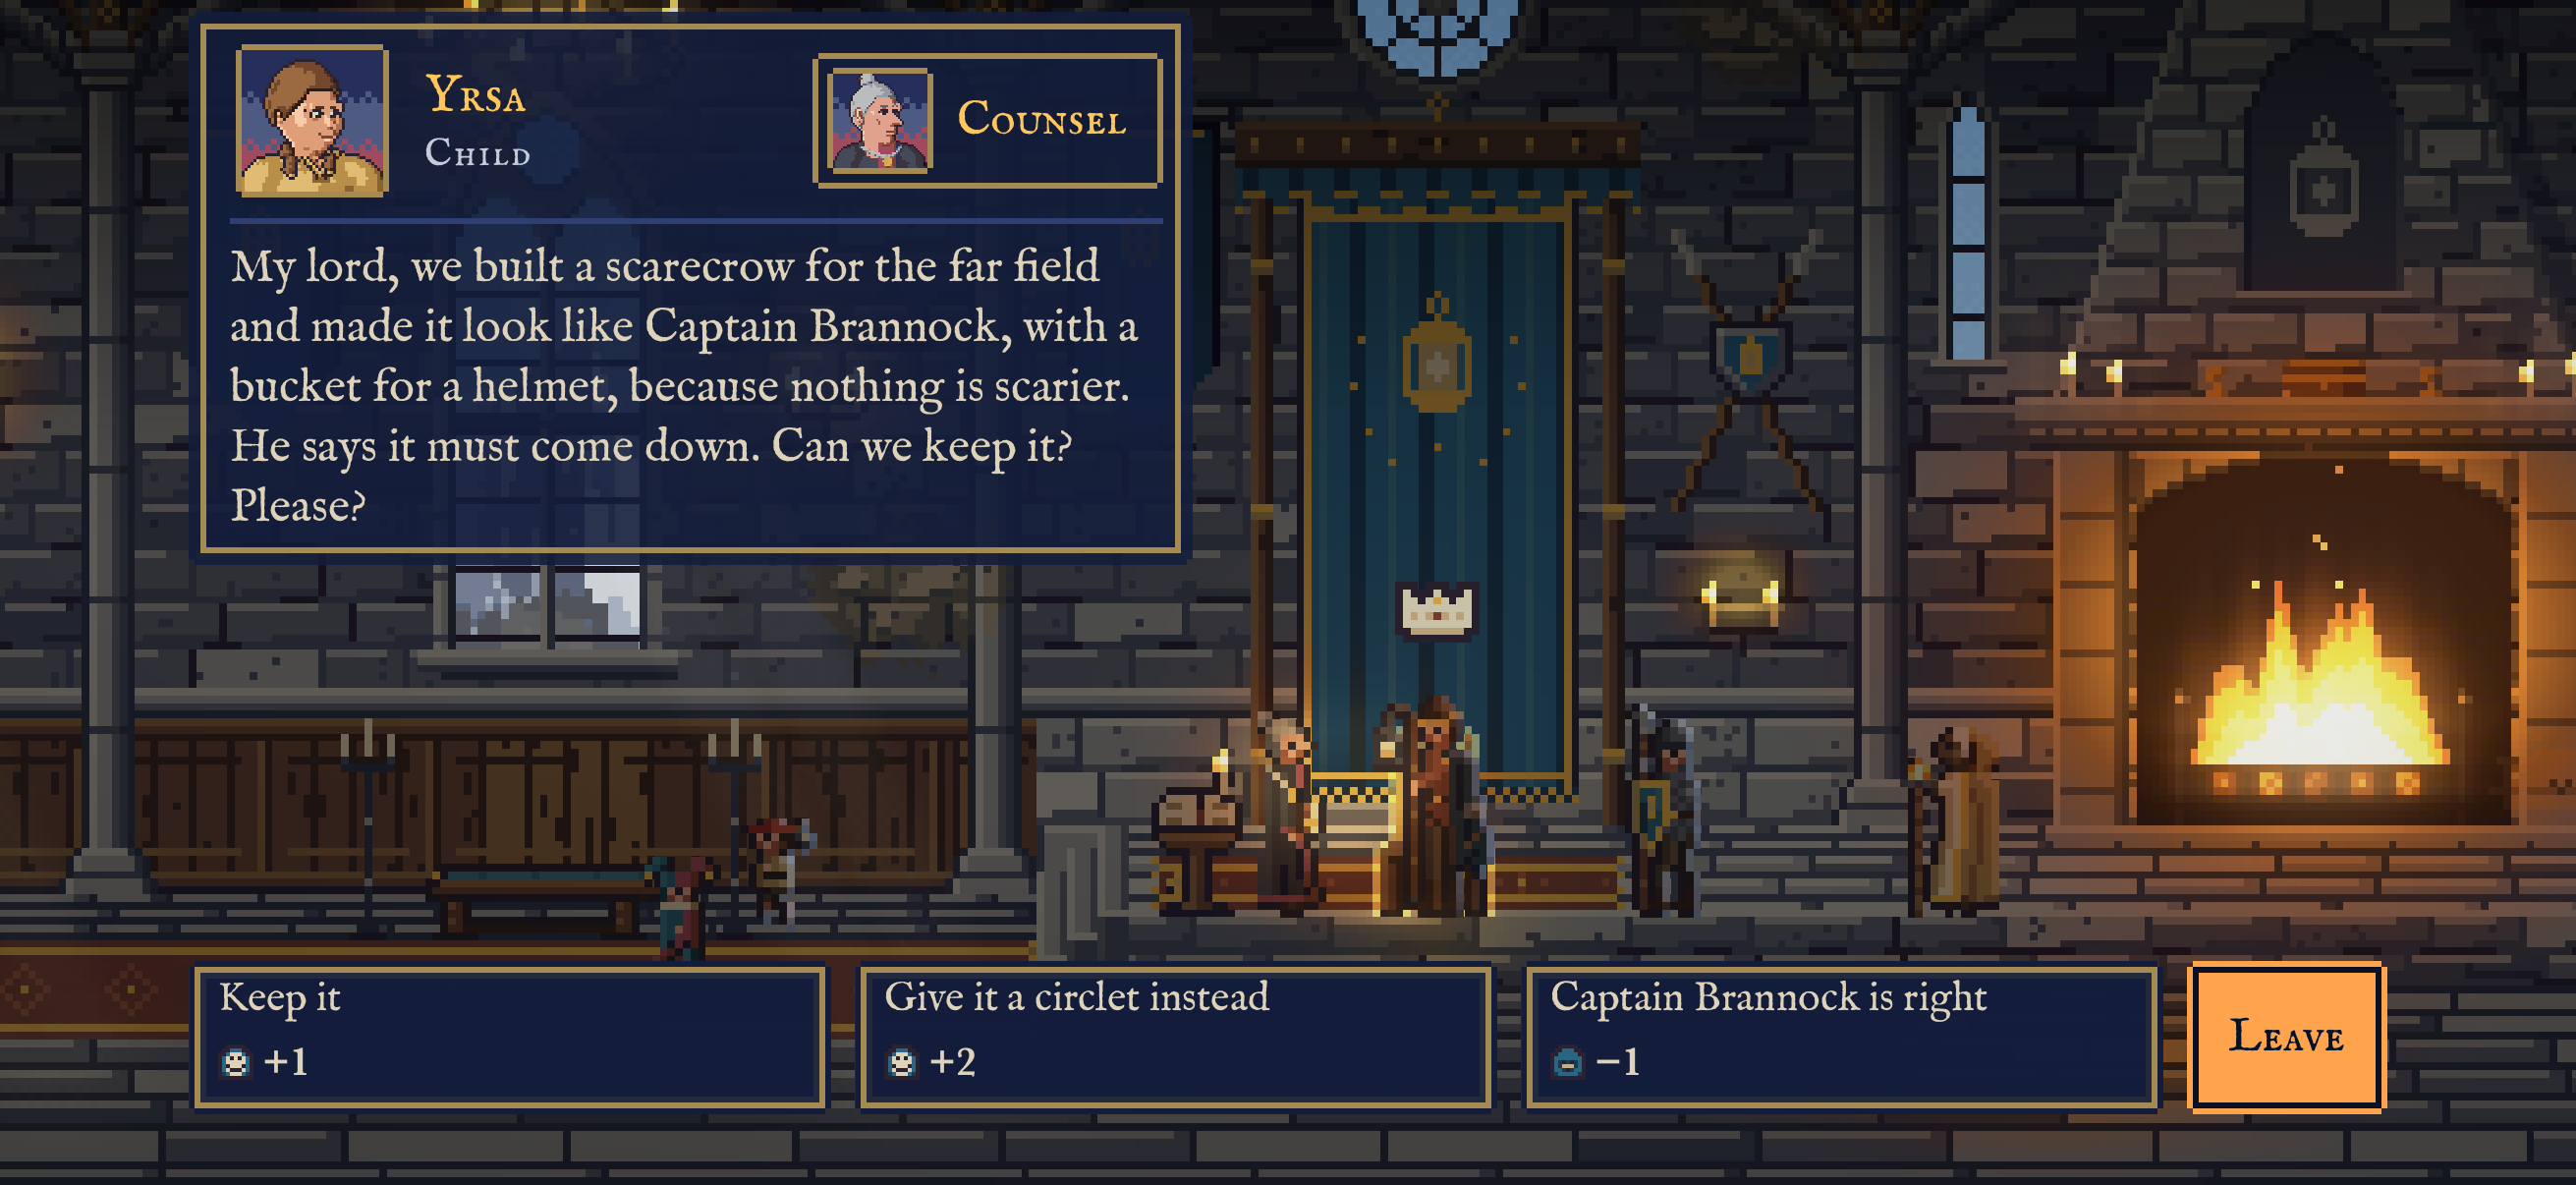 Yrsa
Child
Counsel
My lord, we built a scarecrow for the far field
and made it look like Captain Brannock, with a
bucket for a helmet, because nothing is scarier.
He says it must come down. Can we keep it?
Please?
Keep it
+1
Give it a circlet instead
+2
Captain Brannock is right
−1
Leave